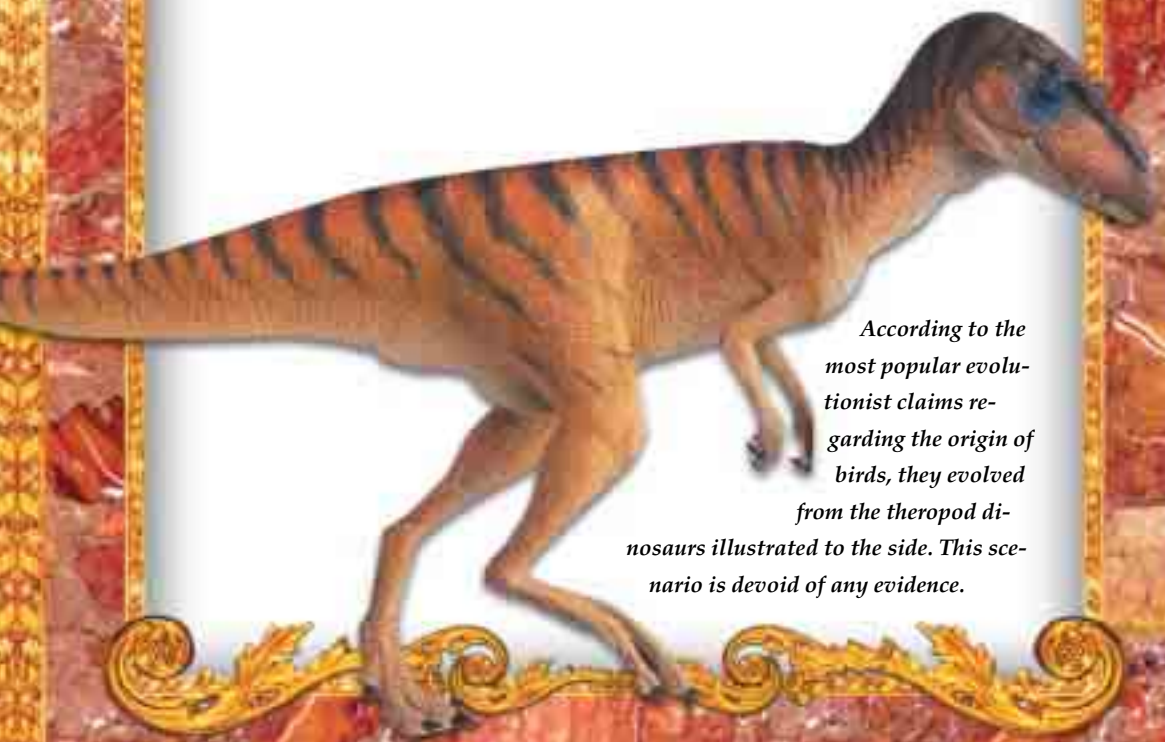 According to the
most popular evolu-
tionist claims re-
garding the origin of
birds, they evolved
from the theropod di-
nosaurs illustrated to the side. This sce-
nario is devoid of any evidence.